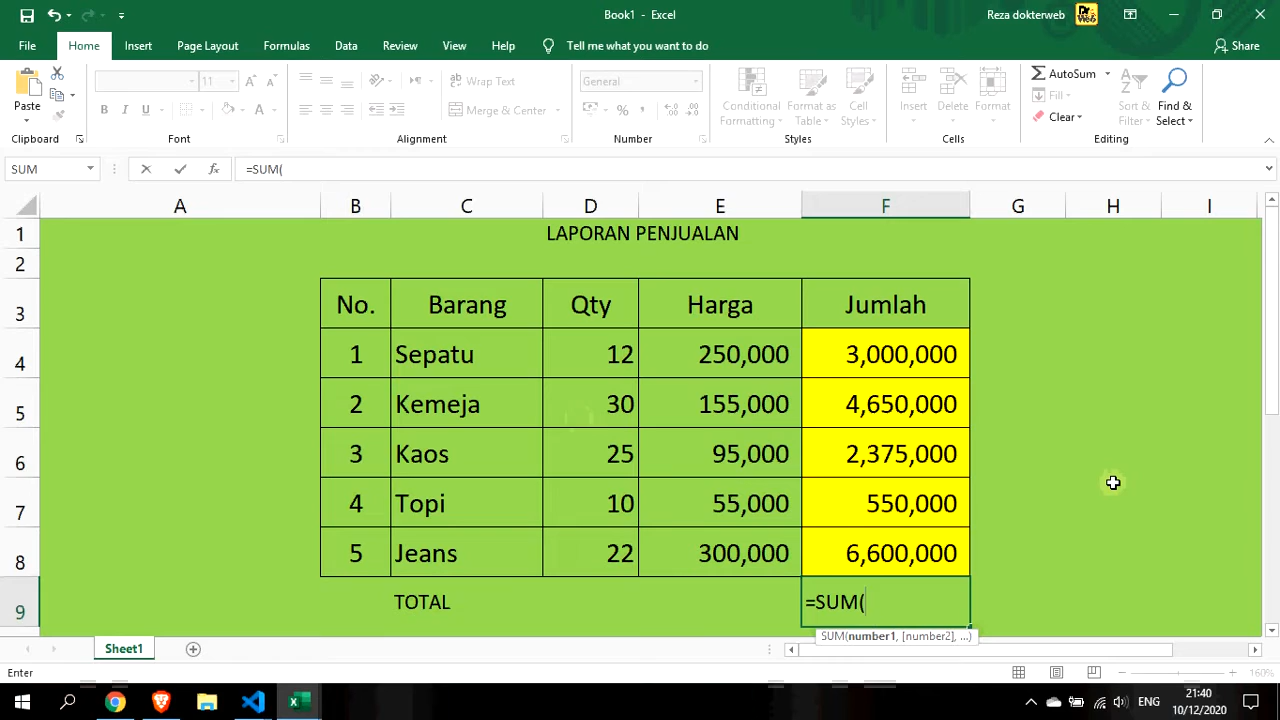 Book1 - Excel
Reza dokterweb
File Home Insert Page Layout Formulas Data Review View Help Tell me what you want to do Share
Paste
Clipboard
11
B I U A
Font
Wrap Text
Merge & Center
Alignment
General
%
Number
Conditional Formatting
Format as Table
Cell Styles
Styles
Insert Delete Format
Cells
AutoSum
Fill
Clear
Sort & Filter
Find & Select
Editing
SUM fx =SUM(
A B C D E F G H I
1 LAPORAN PENJUALAN
2
3 No. Barang Qty Harga Jumlah
4 1 Sepatu 12 250,000 3,000,000
5 2 Kemeja 30 155,000 4,650,000
6 3 Kaos 25 95,000 2,375,000
7 4 Topi 10 55,000 550,000
8 5 Jeans 22 300,000 6,600,000
9 TOTAL =SUM(
SUM(number1, [number2], ...)
Sheet1
Enter 160%
ENG
21:40
10/12/2020